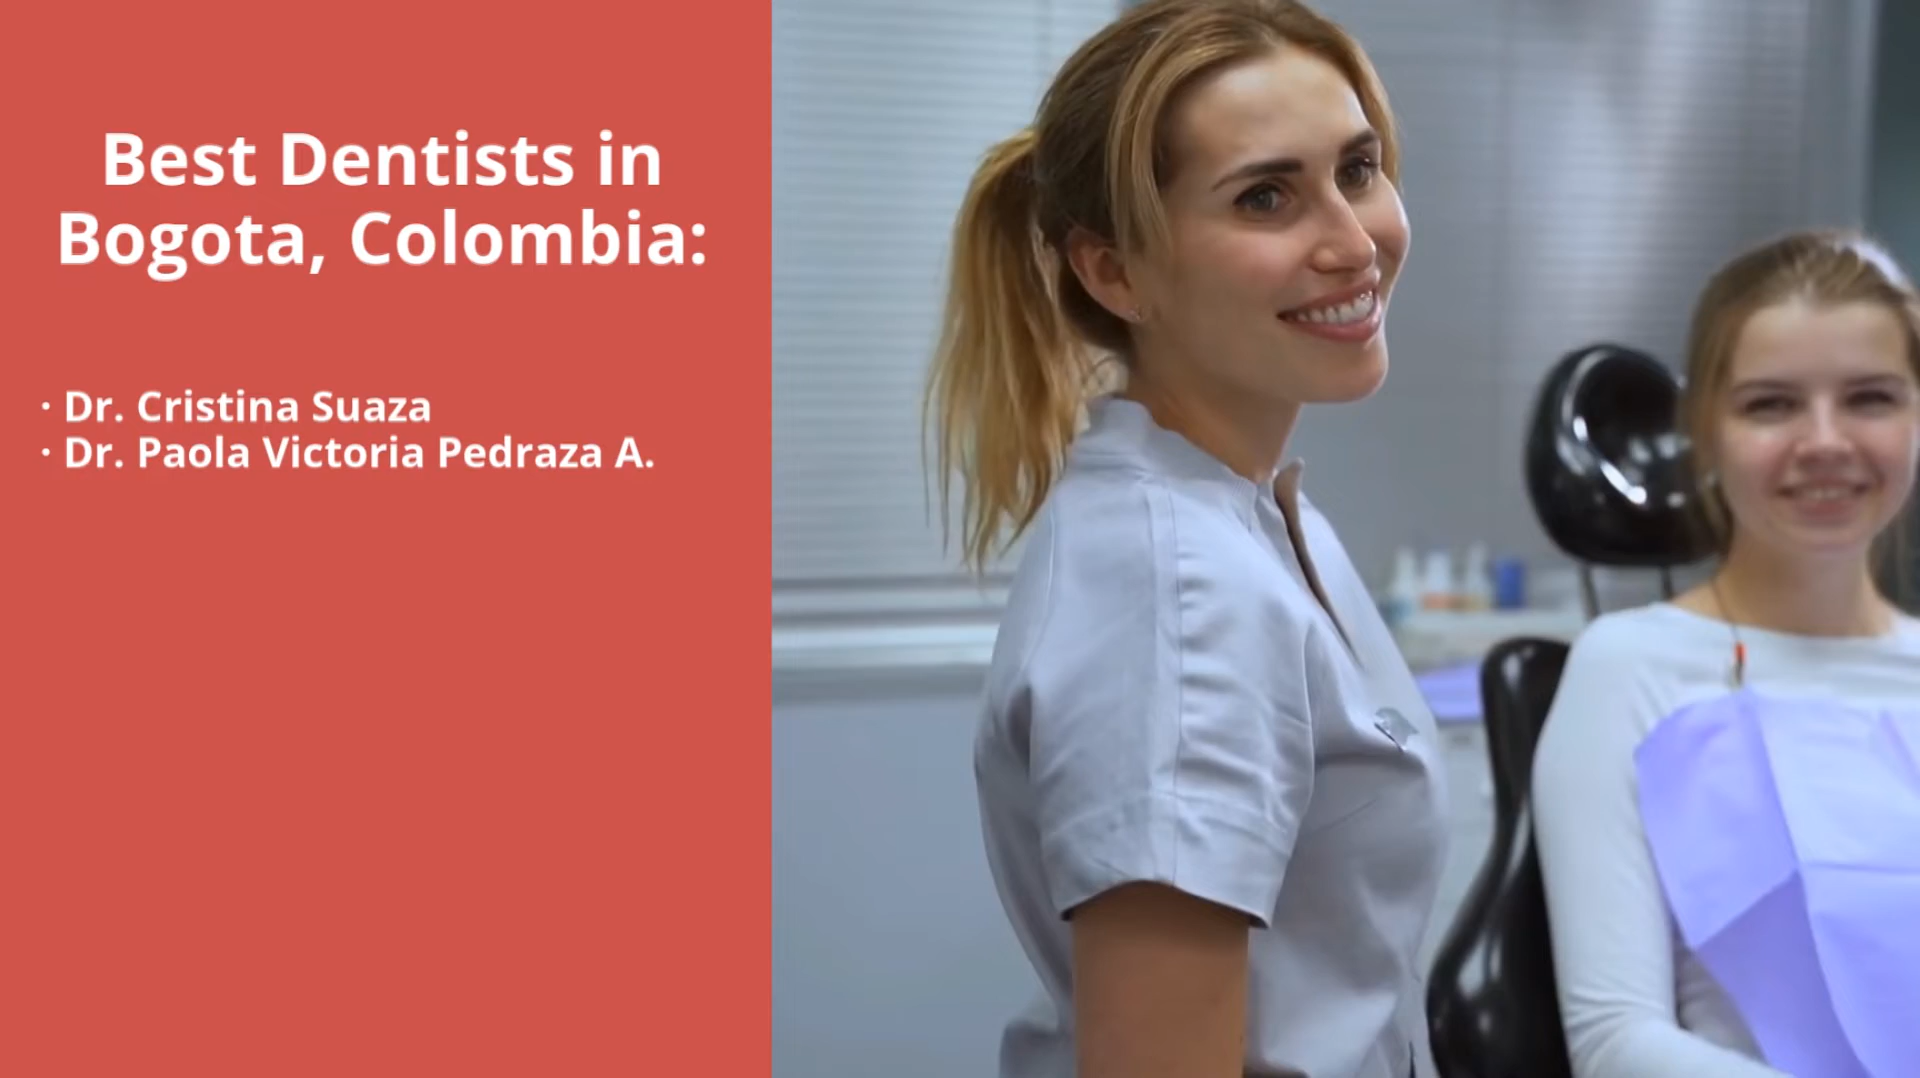 Best Dentists in
Bogota, Colombia:
· Dr. Cristina Suaza
· Dr. Paola Victoria Pedraza A.